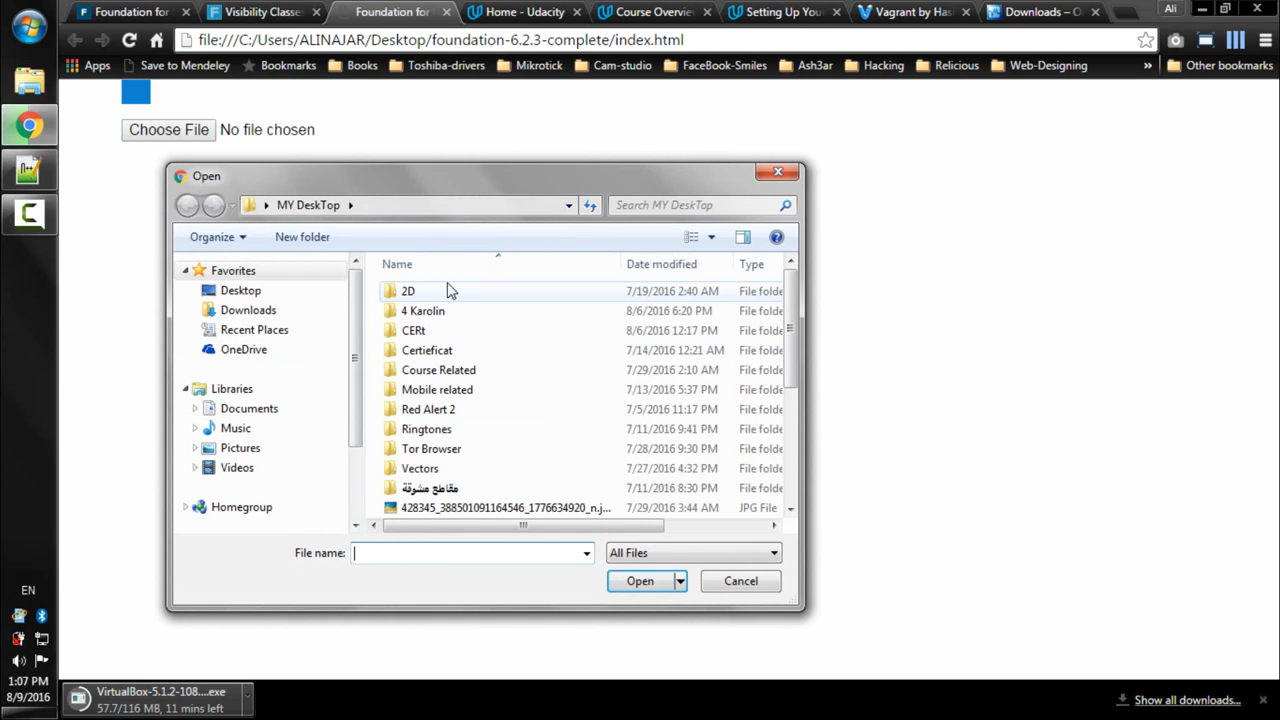 Foundation for
Visibility Classes
Foundation for
Home - Udacity
Course Overvi
Setting Up You
Vagrant by Has
Downloads – O
Ali
file:///C:/Users/ALINAJAR/Desktop/foundation-6.2.3-complete/index.html
Apps
Save to Mendeley
Bookmarks
Books
Toshiba-drivers
Mikrotick
Cam-studio
FaceBook-Smiles
Ash3ar
Hacking
Relicious
Web-Designing
»
Other bookmarks
Choose File No file chosen
Open
MY DeskTop
Search MY DeskTop
Organize
New folder
Name
Date modified
Type
Favorites
Desktop
Downloads
Recent Places
OneDrive
Libraries
Documents
Music
Pictures
Videos
Homegroup
2D 7/19/2016 2:40 AM File folde
4 Karolin 8/6/2016 6:20 PM File folde
CERt 8/6/2016 12:17 PM File folde
Certieficat 7/14/2016 12:21 AM File folde
Course Related 7/29/2016 2:10 AM File folde
Mobile related 7/13/2016 5:37 PM File folde
Red Alert 2 7/5/2016 11:17 PM File folde
Ringtones 7/11/2016 9:41 PM File folde
Tor Browser 7/28/2016 9:30 PM File folde
Vectors 7/27/2016 4:32 PM File folde
مقاطع مشوقة 7/11/2016 8:30 PM File folde
428345_388501091164546_1776634920_n.j... 7/29/2016 3:44 AM JPG File
File name:
All Files
Open
Cancel
EN
1:07 PM
8/9/2016
VirtualBox-5.1.2-108....exe
57.7/116 MB, 11 mins left
Show all downloads...